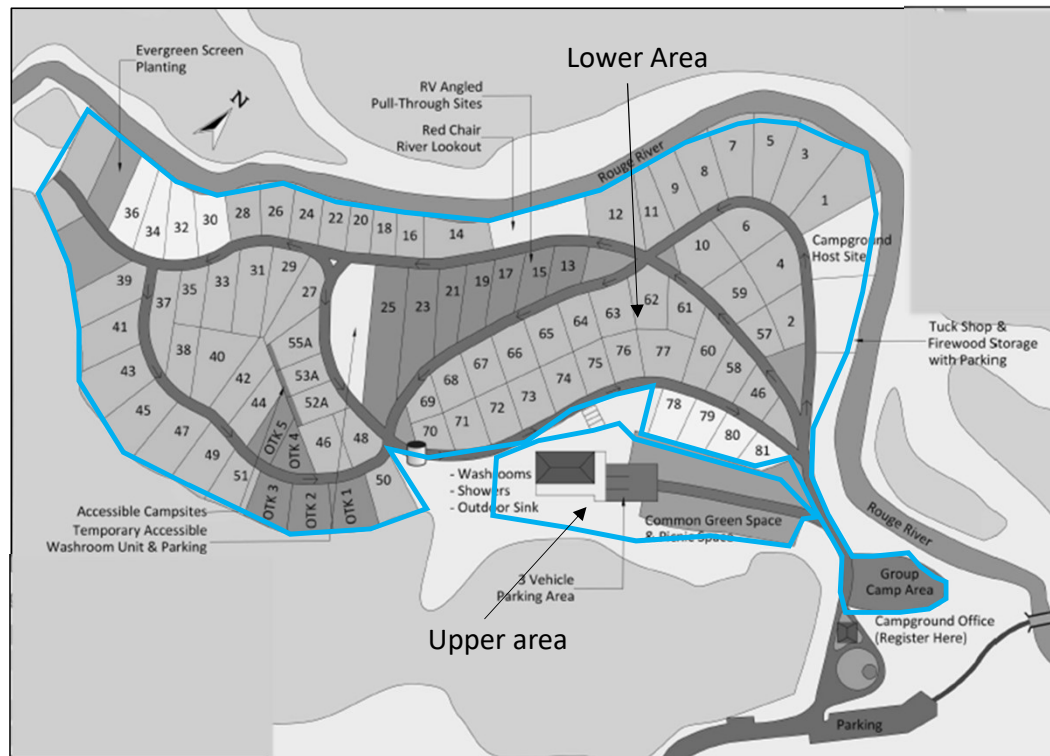 Evergreen Screen
Planting
N
RV Angled
Pull-Through Sites
Red Chair
River Lookout
Lower Area
Rouge River
36
34
32
30
28
26
24
22
20
18
16
14
12
11
9
8
7
5
3
1
10
6
4
Campground
Host Site
39
37
35
33
31
29
27
25
23
21
19
17
15
13
62
61
59
57
2
41
38
40
42
55A
53A
52A
65
64
63
66
67
68
69
70
71
72
73
74
75
76
77
60
58
46
Tuck Shop &
Firewood Storage
with Parking
43
45
47
49
51
44
46
48
50
OTK 5
OTK 4
OTK 3
OTK 2
OTK 1
78
79
80
81
- Washrooms
- Showers
- Outdoor Sink
Accessible Campsites
Temporary Accessible
Washroom Unit & Parking
Common Green Space
& Picnic Space
3 Vehicle
Parking Area
Upper area
Rouge River
Group
Camp Area
Campground Office
(Register Here)
Parking